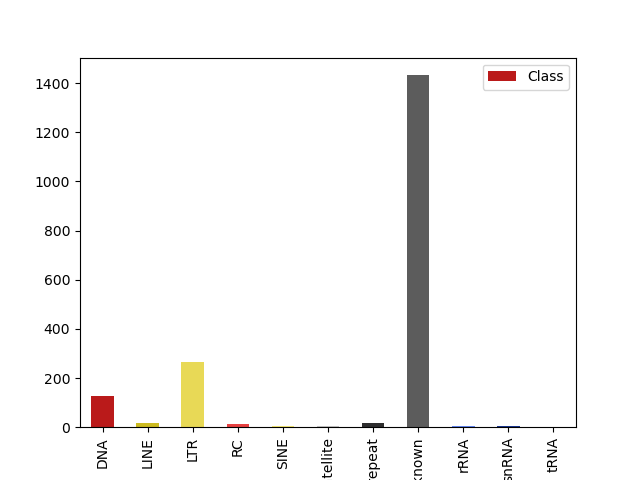 1400
1200
1000
800
600
400
200
0
Class
DNA
LINE
LTR
RC
SINE
tellite
repeat
known
rRNA
snRNA
tRNA